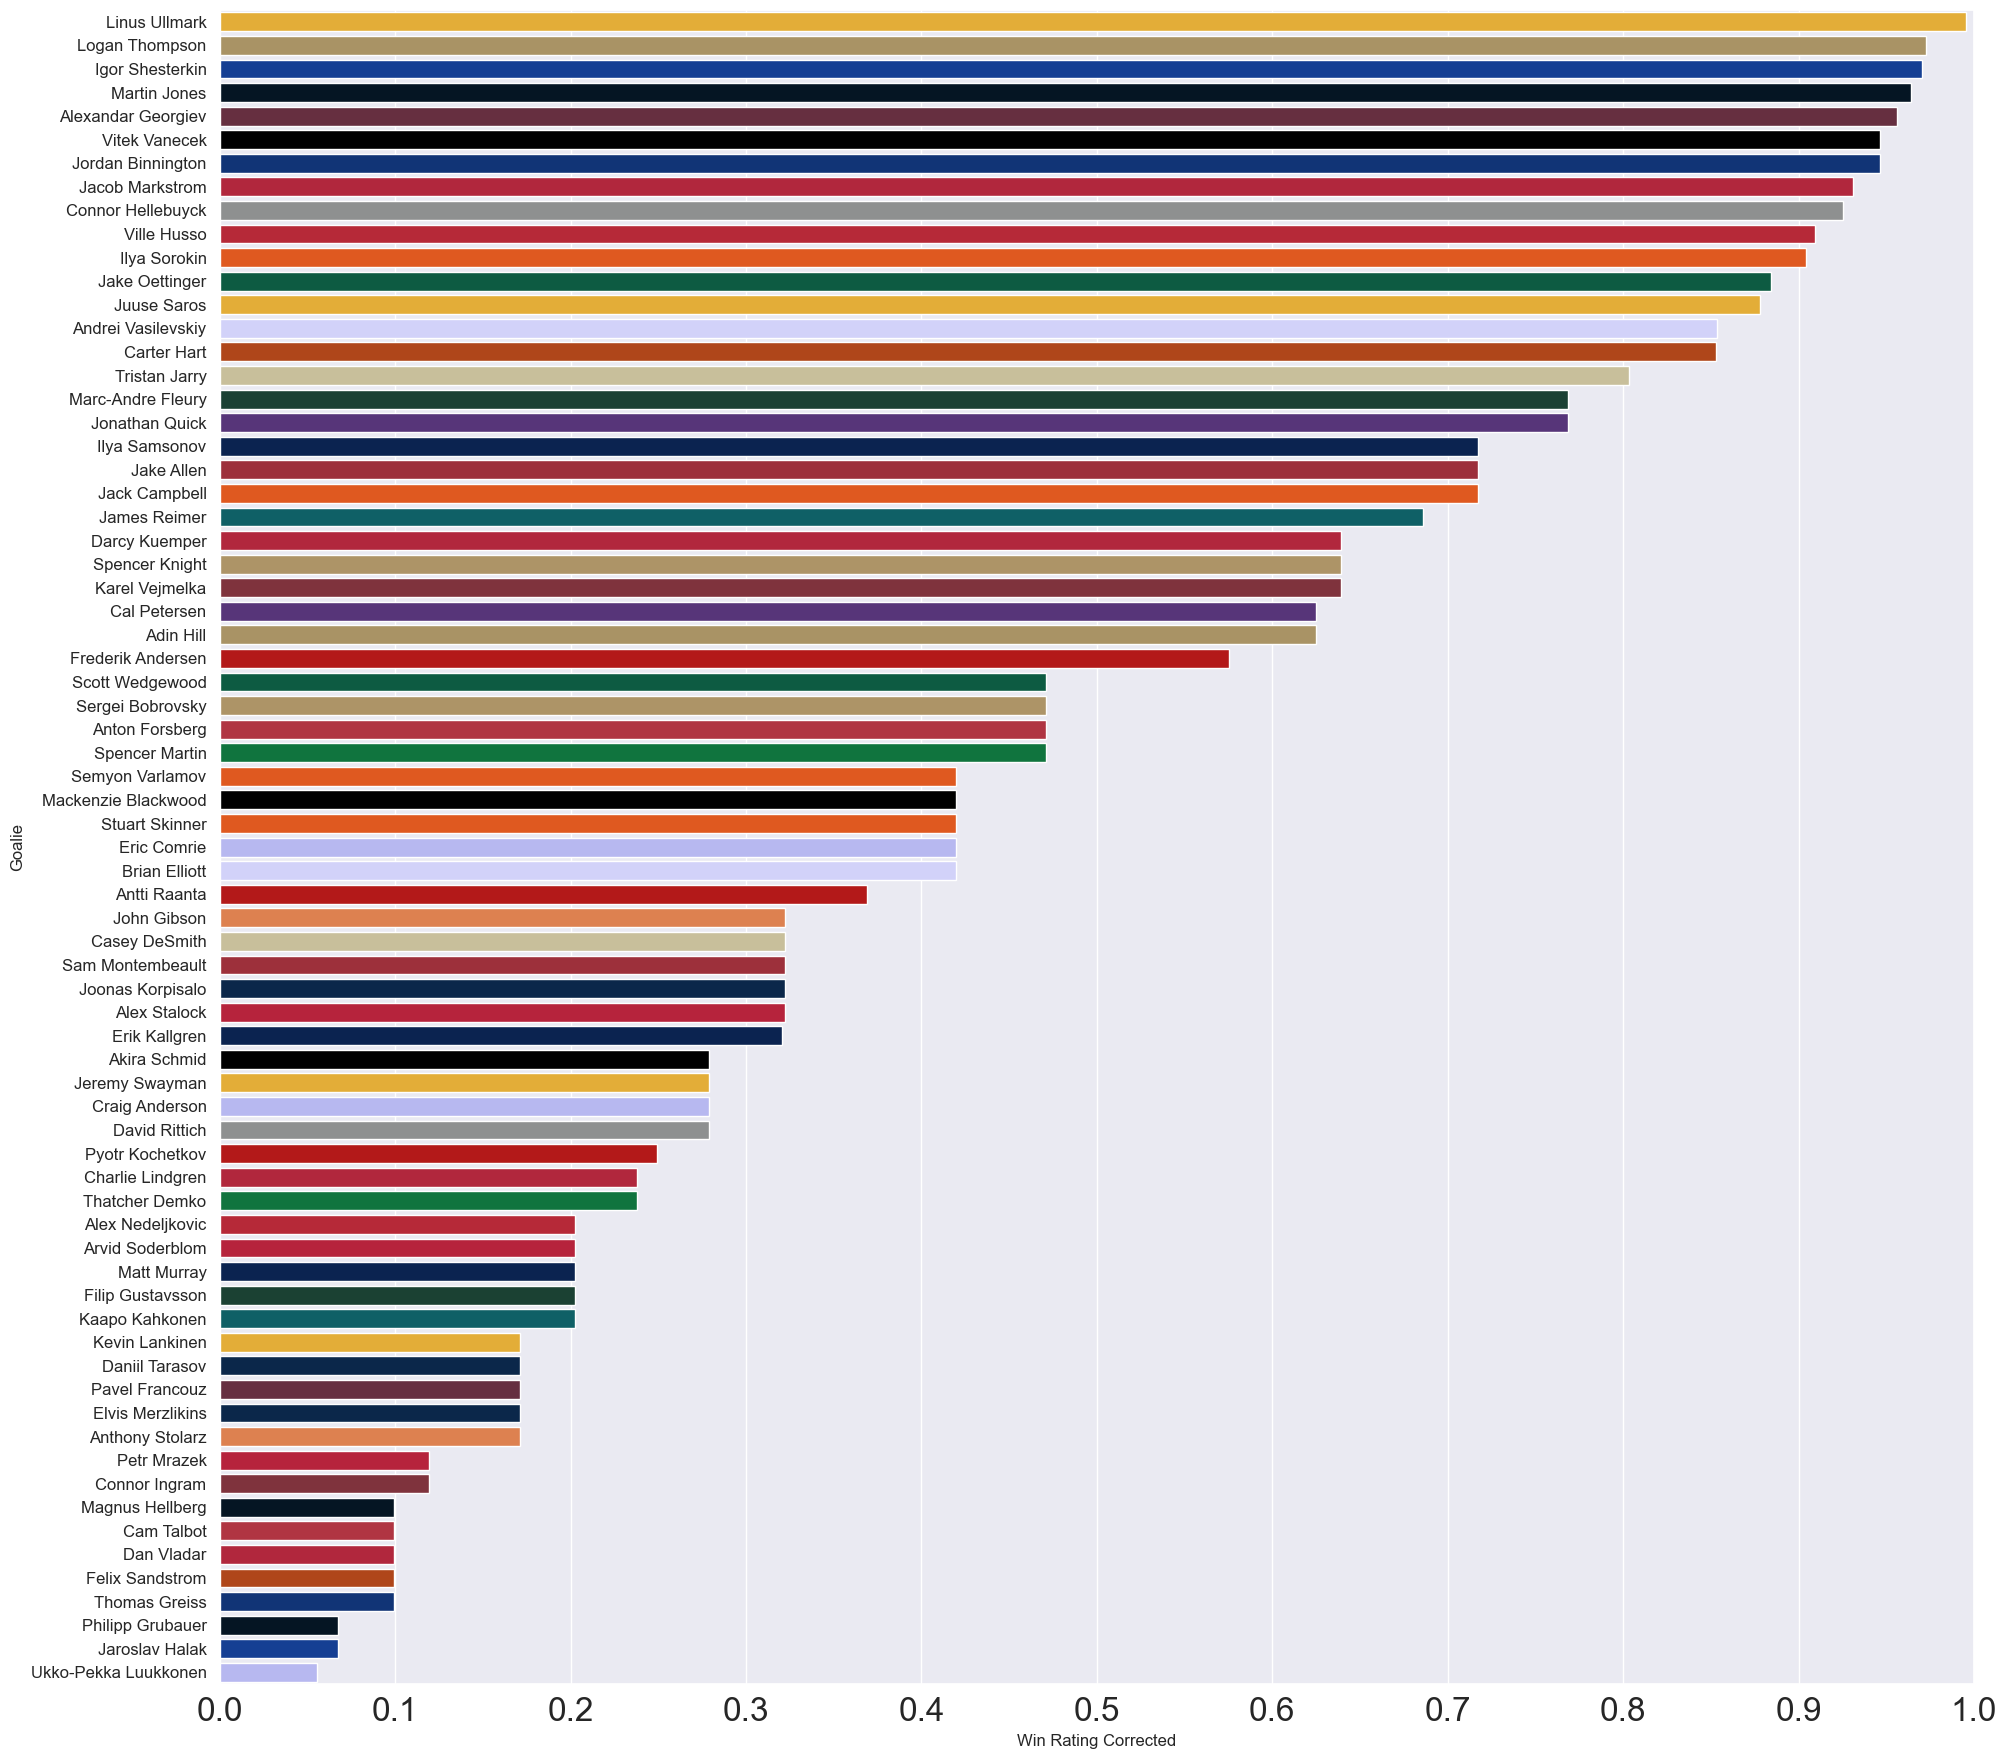 Linus Ullmark
Logan Thompson
Igor Shesterkin
Martin Jones
Alexandar Georgiev
Vitek Vanecek
Jordan Binnington
Jacob Markstrom
Connor Hellebuyck
Ville Husso
Ilya Sorokin
Jake Oettinger
Juuse Saros
Andrei Vasilevskiy
Carter Hart
Tristan Jarry
Marc-Andre Fleury
Jonathan Quick
Ilya Samsonov
Jake Allen
Jack Campbell
James Reimer
Darcy Kuemper
Spencer Knight
Karel Vejmelka
Cal Petersen
Adin Hill
Frederik Andersen
Scott Wedgewood
Sergei Bobrovsky
Anton Forsberg
Spencer Martin
Semyon Varlamov
Mackenzie Blackwood
Stuart Skinner
Eric Comrie
Brian Elliott
Antti Raanta
John Gibson
Casey DeSmith
Sam Montembeault
Joonas Korpisalo
Alex Stalock
Erik Kallgren
Akira Schmid
Jeremy Swayman
Craig Anderson
David Rittich
Pyotr Kochetkov
Charlie Lindgren
Thatcher Demko
Alex Nedeljkovic
Arvid Soderblom
Matt Murray
Filip Gustavsson
Kaapo Kahkonen
Kevin Lankinen
Daniil Tarasov
Pavel Francouz
Elvis Merzlikins
Anthony Stolarz
Petr Mrazek
Connor Ingram
Magnus Hellberg
Cam Talbot
Dan Vladar
Felix Sandstrom
Thomas Greiss
Philipp Grubauer
Jaroslav Halak
Ukko-Pekka Luukkonen
Goalie
0.0 0.1 0.2 0.3 0.4 0.5 0.6 0.7 0.8 0.9 1.0
Win Rating Corrected